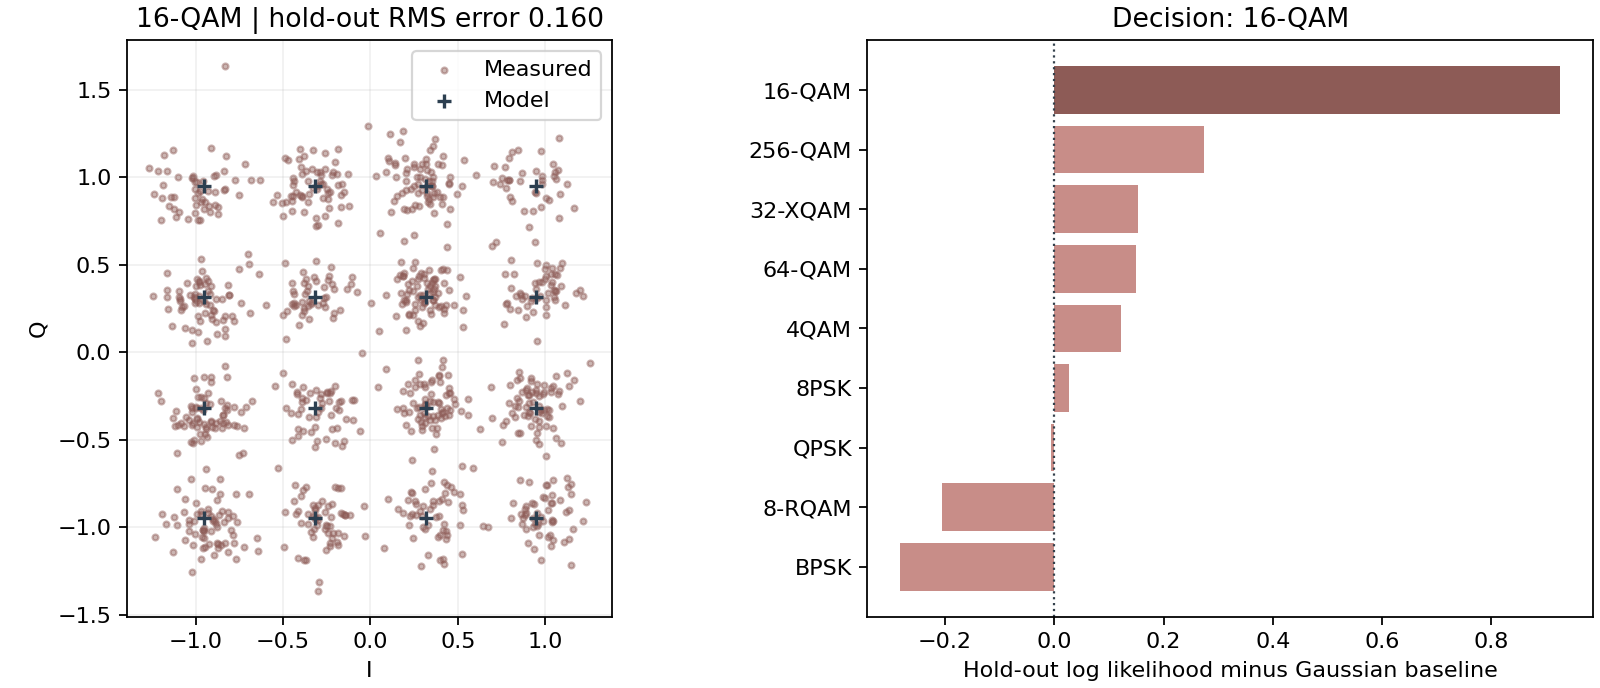 16-QAM | hold-out RMS error 0.160
Measured
Model
1.5
1.0
0.5
0.0
−0.5
−1.0
−1.5
Q
−1.0
−0.5
0.0
0.5
1.0
I
Decision: 16-QAM
16-QAM
256-QAM
32-XQAM
64-QAM
4QAM
8PSK
QPSK
8-RQAM
BPSK
−0.2
0.0
0.2
0.4
0.6
0.8
Hold-out log likelihood minus Gaussian baseline